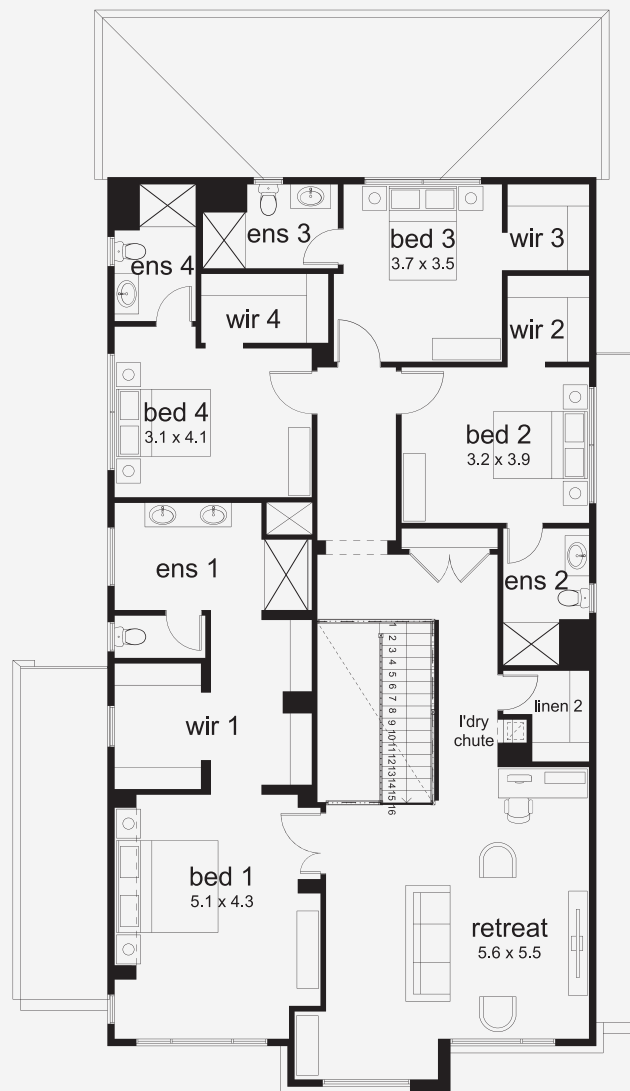 ens 3
bed 3
3.7 x 3.5
wir 3
ens 4
wir 4
wir 2
bed 4
3.1 x 4.1
bed 2
3.2 x 3.9
ens 1
ens 2
1
2
3
4
5
6
7
8
9
10
11
12
13
14
15
16
linen 2
l'dry
chute
wir 1
bed 1
5.1 x 4.3
retreat
5.6 x 5.5